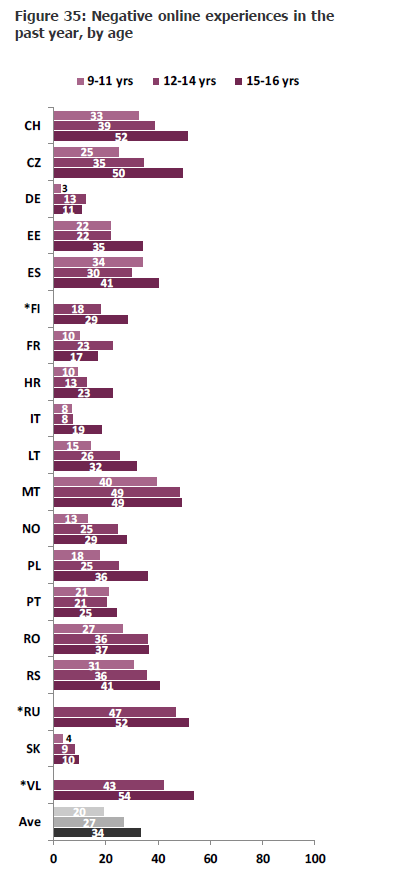 Figure 35: Negative online experiences in the
past year, by age
9-11 yrs 12-14 yrs 15-16 yrs
33
CH 39
52
25
CZ 35
50
3
DE 13
11
22
EE 22
35
34
ES 30
41
*FI 18
29
10
FR 23
17
10
HR 13
23
8
IT 8
19
15
LT 26
32
40
MT 49
49
13
NO 25
29
18
PL 25
36
21
PT 21
25
27
RO 36
37
31
RS 36
41
*RU 47
52
4
SK 9
10
*VL 43
54
20
Ave 27
34
0 20 40 60 80 100